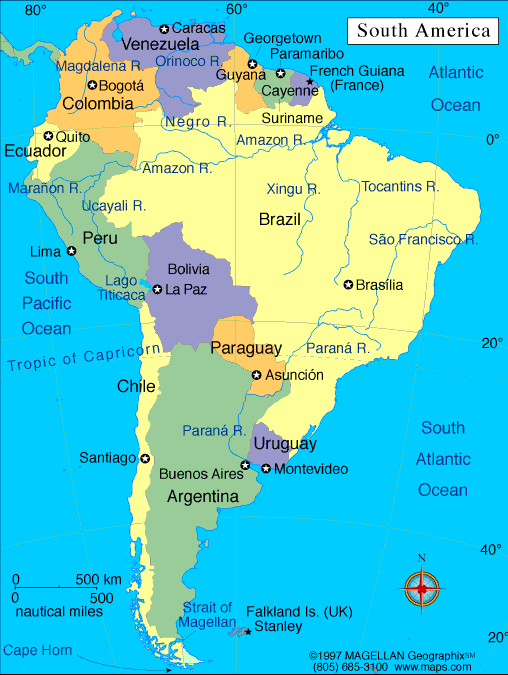 80°
60°
40°
South America
Caracas
Venezuela
Georgetown
Paramaribo
Magdalena R.
Orinoco R.
Guyana
French Guiana
(France)
Atlantic
Ocean
Bogotá
Cayenne
Colombia
Suriname
Negro R.
0°
Quito
Amazon R.
Ecuador
Amazon R.
Marañon R.
Xingu R.
Tocantins R.
Ucayali R.
Brazil
Peru
São Francisco R.
Lima
Bolivia
South
Pacific
Ocean
Lago
Titicaca
La Paz
Brasília
Tropic of Capricorn
Paraguay
Paraná R.
20°
Asunción
Chile
Paraná R.
Uruguay
South
Atlantic
Ocean
Santiago
Buenos Aires
Montevideo
Argentina
40°
N
0
500 km
0
500
nautical miles
Strait of
Magellan
Falkland Is. (UK)
Stanley
20°
Cape Horn
©1997 MAGELLAN Geographix℠
(805) 685-3100 www.maps.com